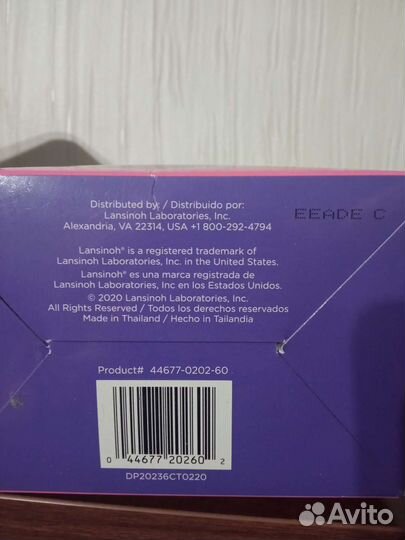 Distributed by: / Distribuido por:
Lansinoh Laboratories, Inc.
Alexandria, VA 22314, USA +1 800-292-4794
EEADE C
Lansinoh® is a registered trademark of
Lansinoh Laboratories, Inc. in the United States.
Lansinoh® es una marca registrada de
Lansinoh Laboratories, Inc en los Estados Unidos.
© 2020 Lansinoh Laboratories, Inc.
All Rights Reserved / Todos los derechos reservados
Made in Thailand / Hecho in Tailandia
Product# 44677-0202-60
0 44677 20260 2
DP20236CT0220
Avito